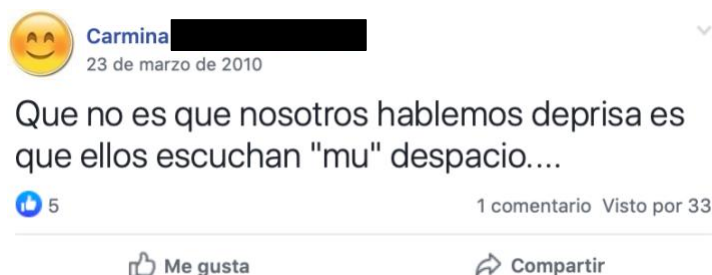 Carmina
23 de marzo de 2010
Que no es que nosotros hablemos deprisa es
que ellos escuchan "mu" despacio....
5
1 comentario Visto por 33
Me gusta
Compartir